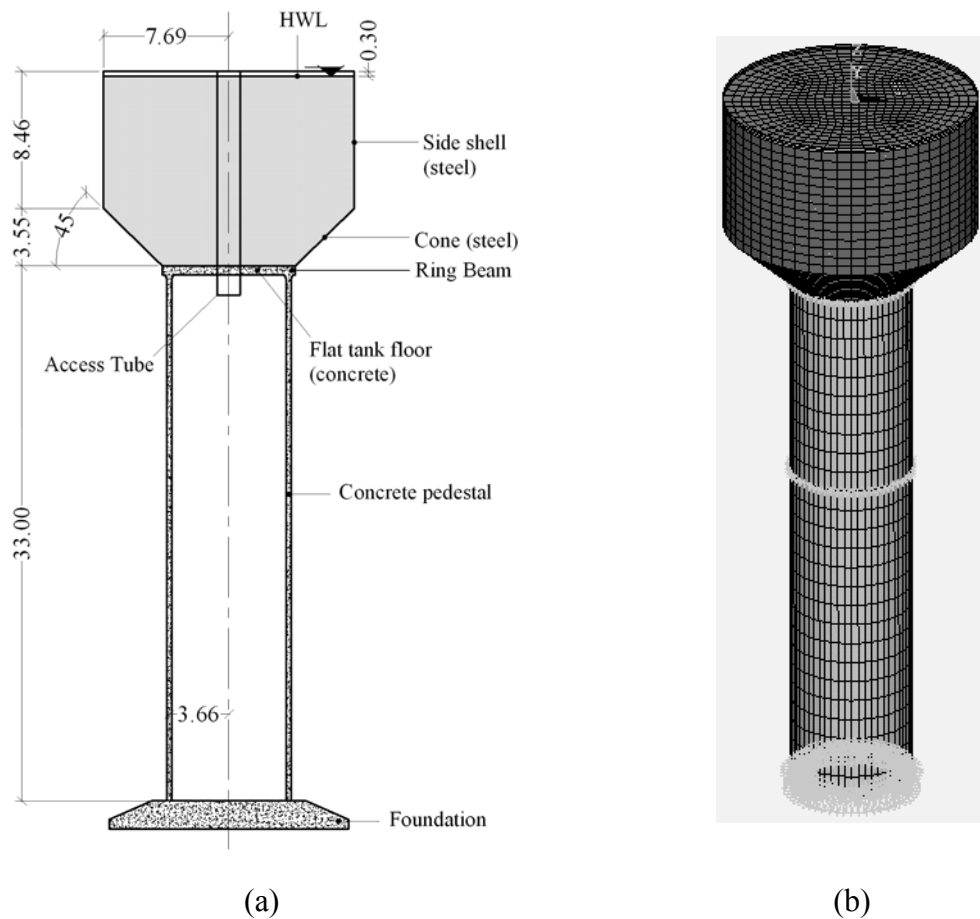 7.69
HWL
0.30
8.46
Side shell
(steel)
3.55
45
Cone (steel)
Ring Beam
Access Tube
Flat tank floor
(concrete)
33.00
Concrete pedestal
3.66
Foundation
Z
Y
(a)
(b)